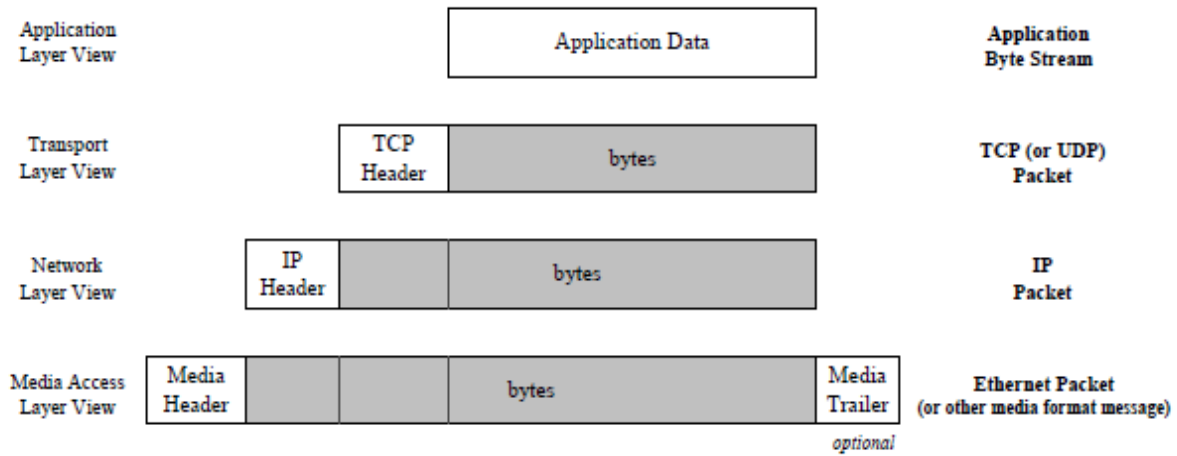 Application
Layer View
Application Data
Application
Byte Stream
Transport
Layer View
TCP
Header
bytes
TCP (or UDP)
Packet
Network
Layer View
IP
Header
bytes
IP
Packet
Media Access
Layer View
Media
Header
bytes
Media
Trailer
optional
Ethernet Packet
(or other media format message)